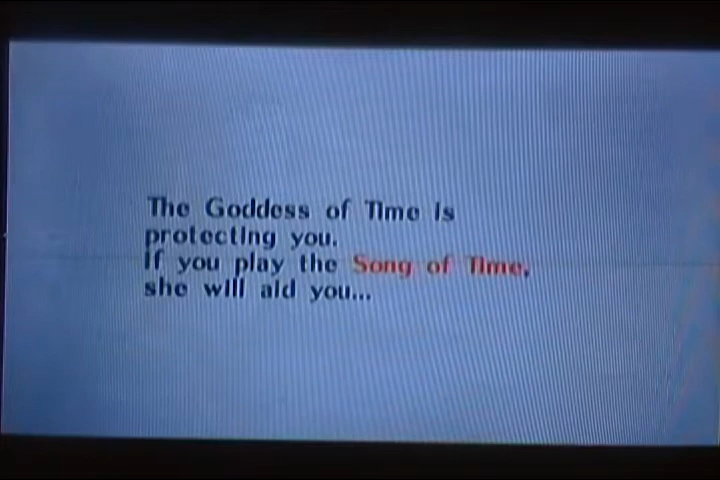 The Goddess of Time is
protecting you.
If you play the Song of Time,
she will aid you...